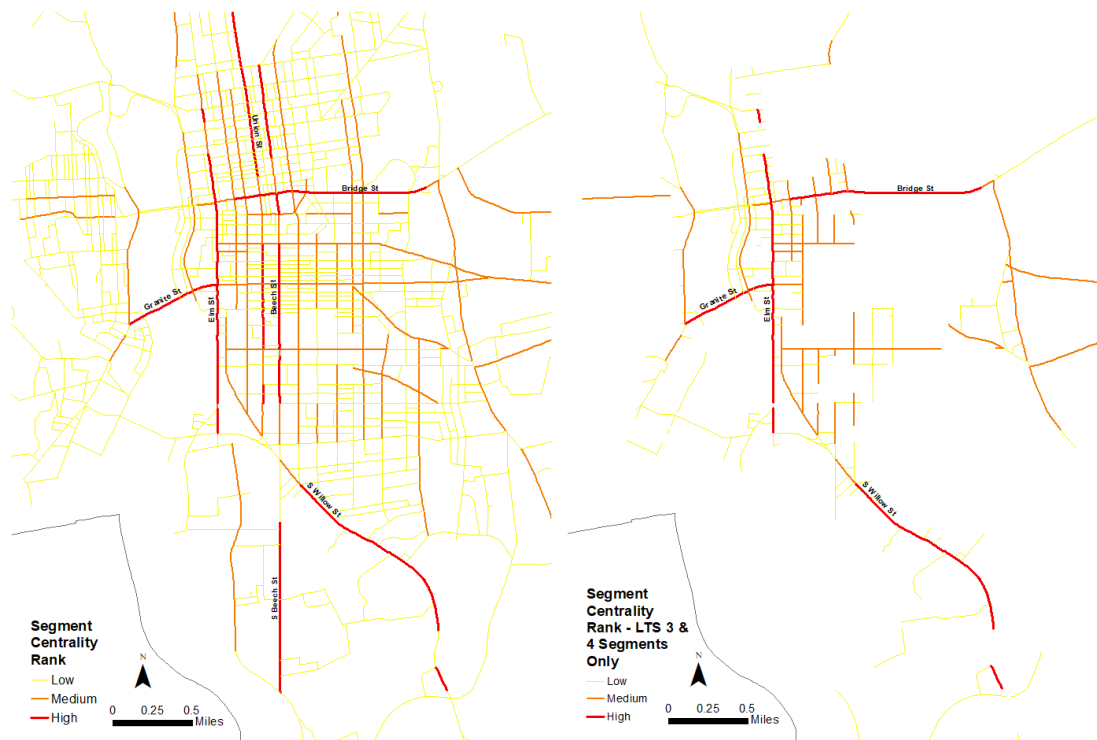 Union St
Bridge St
Beech St
Granite St
Elm St
S Willow St
S Beech St
Segment
Centrality
Rank
Low
Medium
High
N
0 0.25 0.5
Miles
Bridge St
Granite St
Elm St
S Willow St
Segment
Centrality
Rank - LTS 3 &
4 Segments
Only
Low
Medium
High
N
0 0.25 0.5
Miles